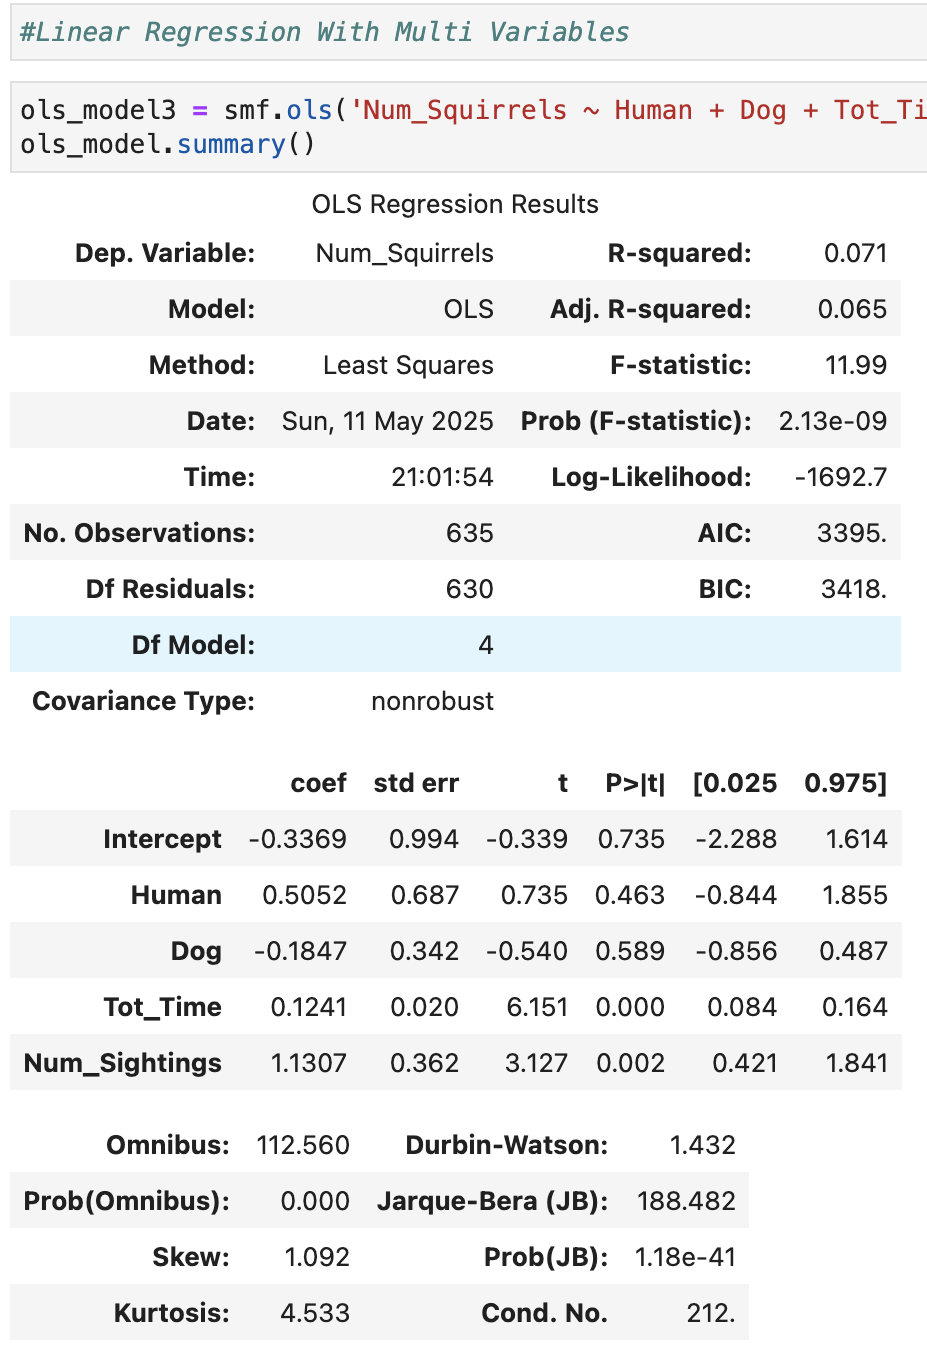 #Linear Regression With Multi Variables
ols_model3 = smf.ols('Num_Squirrels ~ Human + Dog + Tot_Ti
ols_model.summary()
OLS Regression Results
Dep. Variable: Num_Squirrels R-squared: 0.071
Model: OLS Adj. R-squared: 0.065
Method: Least Squares F-statistic: 11.99
Date: Sun, 11 May 2025 Prob (F-statistic): 2.13e-09
Time: 21:01:54 Log-Likelihood: -1692.7
No. Observations: 635 AIC: 3395.
Df Residuals: 630 BIC: 3418.
Df Model: 4
Covariance Type: nonrobust
coef std err t P>|t| [0.025 0.975]
Intercept -0.3369 0.994 -0.339 0.735 -2.288 1.614
Human 0.5052 0.687 0.735 0.463 -0.844 1.855
Dog -0.1847 0.342 -0.540 0.589 -0.856 0.487
Tot_Time 0.1241 0.020 6.151 0.000 0.084 0.164
Num_Sightings 1.1307 0.362 3.127 0.002 0.421 1.841
Omnibus: 112.560 Durbin-Watson: 1.432
Prob(Omnibus): 0.000 Jarque-Bera (JB): 188.482
Skew: 1.092 Prob(JB): 1.18e-41
Kurtosis: 4.533 Cond. No. 212.